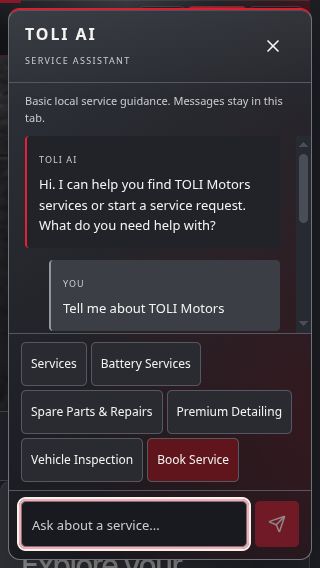 TOLI AI
SERVICE ASSISTANT
Basic local service guidance. Messages stay in this
tab.
TOLI AI
Hi. I can help you find TOLI Motors
services or start a service request.
What do you need help with?
YOU
Tell me about TOLI Motors
Services
Battery Services
Spare Parts & Repairs
Premium Detailing
Vehicle Inspection
Book Service
Ask about a service...
Explore your